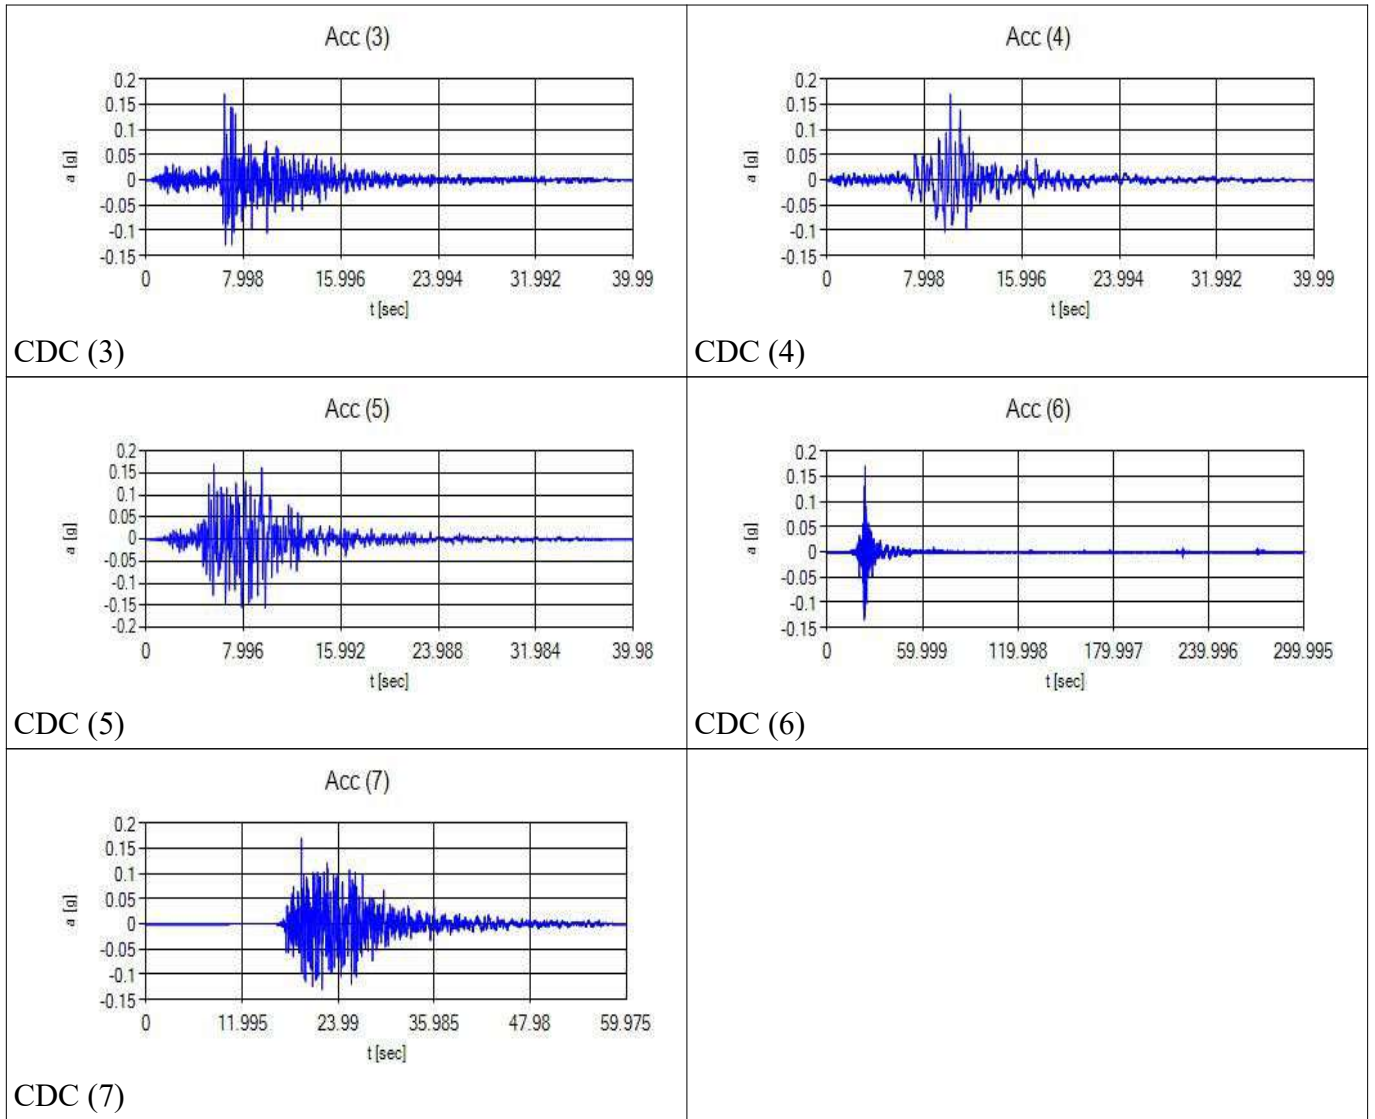 Acc (3)
0.2
0.15
0.1
0.05
0
-0.05
-0.1
-0.15
a [g]
0 7.998 15.996 23.994 31.992 39.99
t [sec]
CDC (3)
Acc (4)
0.2
0.15
0.1
0.05
0
-0.05
-0.1
-0.15
a [g]
0 7.998 15.996 23.994 31.992 39.99
t [sec]
CDC (4)
Acc (5)
0.2
0.15
0.1
0.05
0
-0.05
-0.1
-0.15
-0.2
a [g]
0 7.996 15.992 23.988 31.984 39.98
t [sec]
CDC (5)
Acc (6)
0.2
0.15
0.1
0.05
0
-0.05
-0.1
-0.15
a [g]
0 59.999 119.998 179.997 239.996 299.995
t [sec]
CDC (6)
Acc (7)
0.2
0.15
0.1
0.05
0
-0.05
-0.1
-0.15
a [g]
0 11.995 23.99 35.985 47.98 59.975
t [sec]
CDC (7)